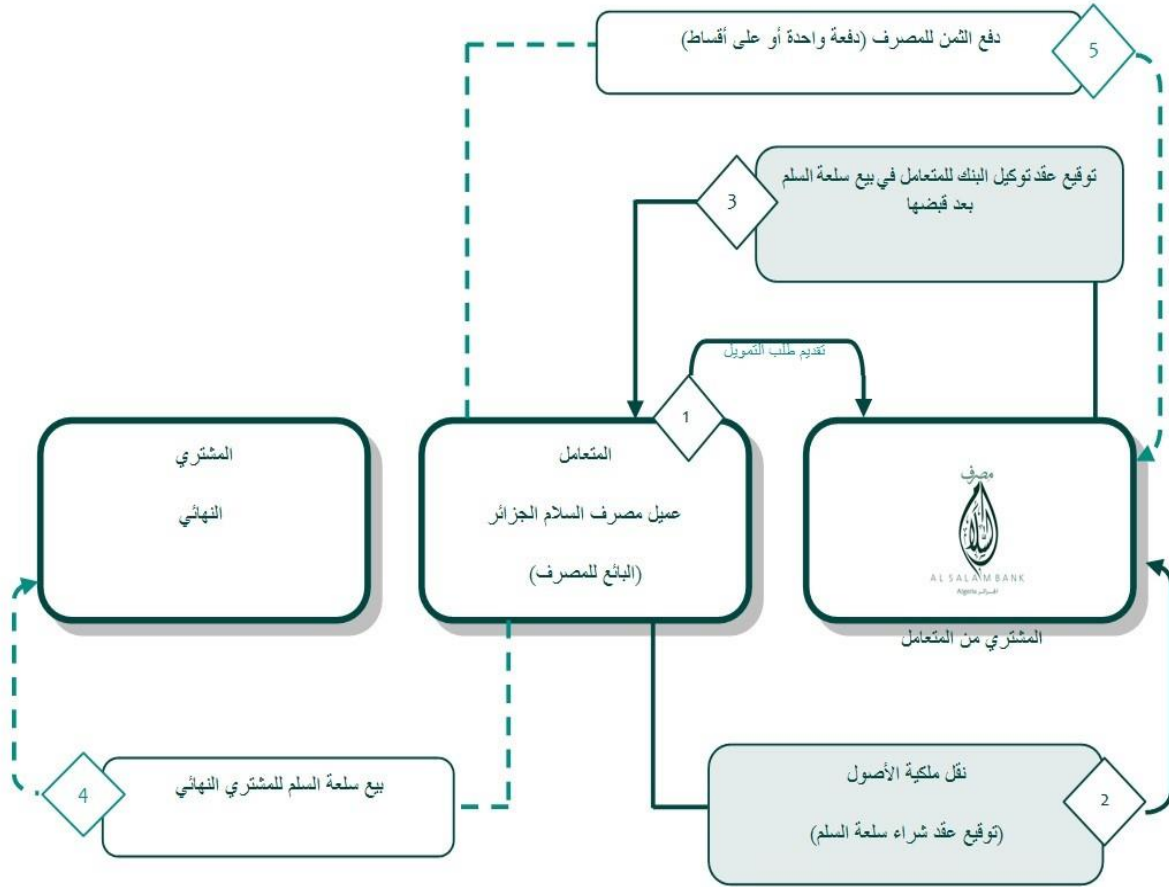 دفع الثمن للمصرف (دفعة واحدة أو على أقساط)
5
توقيع عقد توكيل البنك للمتعامل في بيع سلعة السلم
بعد قبضها
3
تقديم طلب التمويل
1
مصرف
السلام
AL SALAM BANK
Algeria الجزائر
المشتري من المتعامل
المتعامل
عميل مصرف السلام الجزائر
(البائع للمصرف)
المشتري
النهائي
نقل ملكية الأصول
(توقيع عقد شراء سلعة السلم)
2
بيع سلعة السلم للمشتري النهائي
4